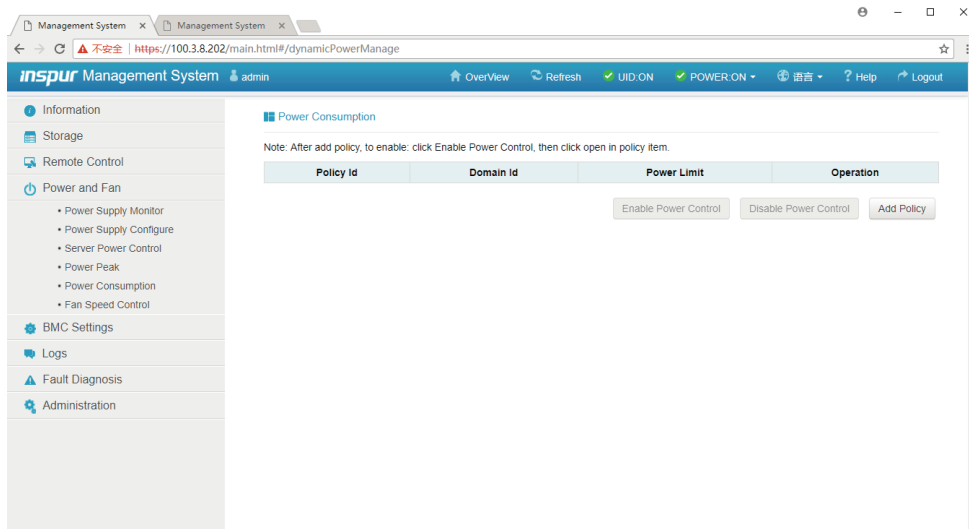 Management System
Management System
不安全 | https://100.3.8.202/main.html#/dynamicPowerManage
inspur Management System admin OverView Refresh UID:ON POWER:ON 语言 ? Help Logout
Information
Storage
Remote Control
Power and Fan
• Power Supply Monitor
• Power Supply Configure
• Server Power Control
• Power Peak
• Power Consumption
• Fan Speed Control
BMC Settings
Logs
Fault Diagnosis
Administration
Power Consumption
Note: After add policy, to enable: click Enable Power Control, then click open in policy item.
Policy Id Domain Id Power Limit Operation
Enable Power Control Disable Power Control Add Policy